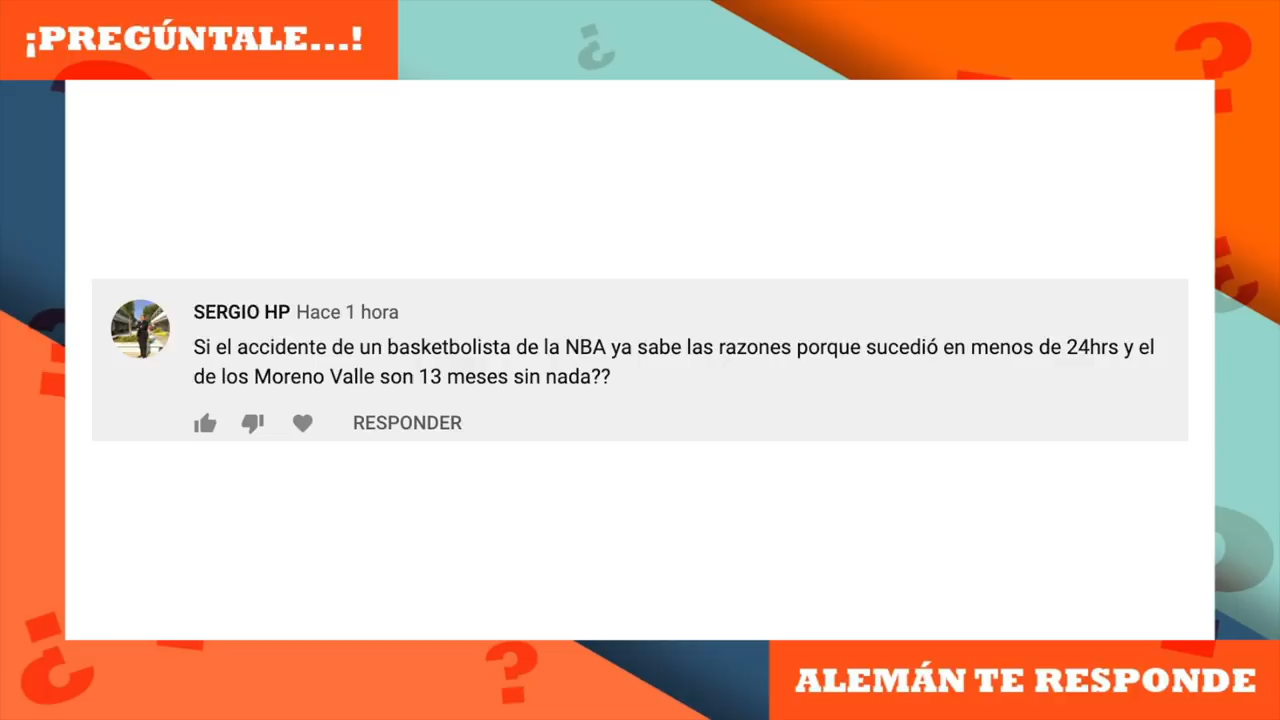 ¡PREGÚNTALE...!
SERGIO HP Hace 1 hora
Si el accidente de un basketbolista de la NBA ya sabe las razones porque sucedió en menos de 24hrs y el
de los Moreno Valle son 13 meses sin nada??
RESPONDER
ALEMÁN TE RESPONDE